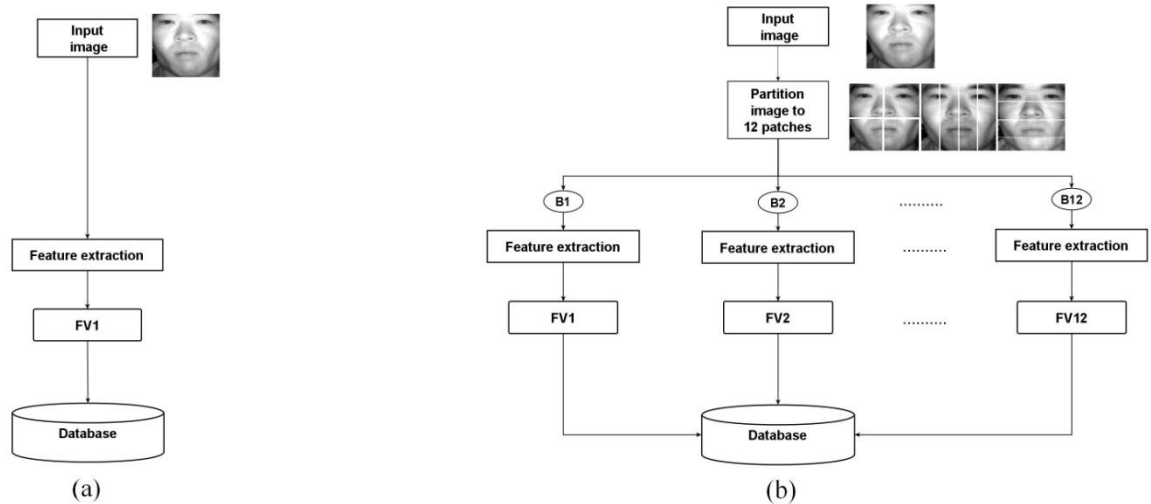 Input
image
Feature extraction
FV1
Database
(a)
Input
image
Partition
image to
12 patches
B1
B2
..........
B12
Feature extraction
Feature extraction
..........
Feature extraction
FV1
FV2
..........
FV12
Database
(b)